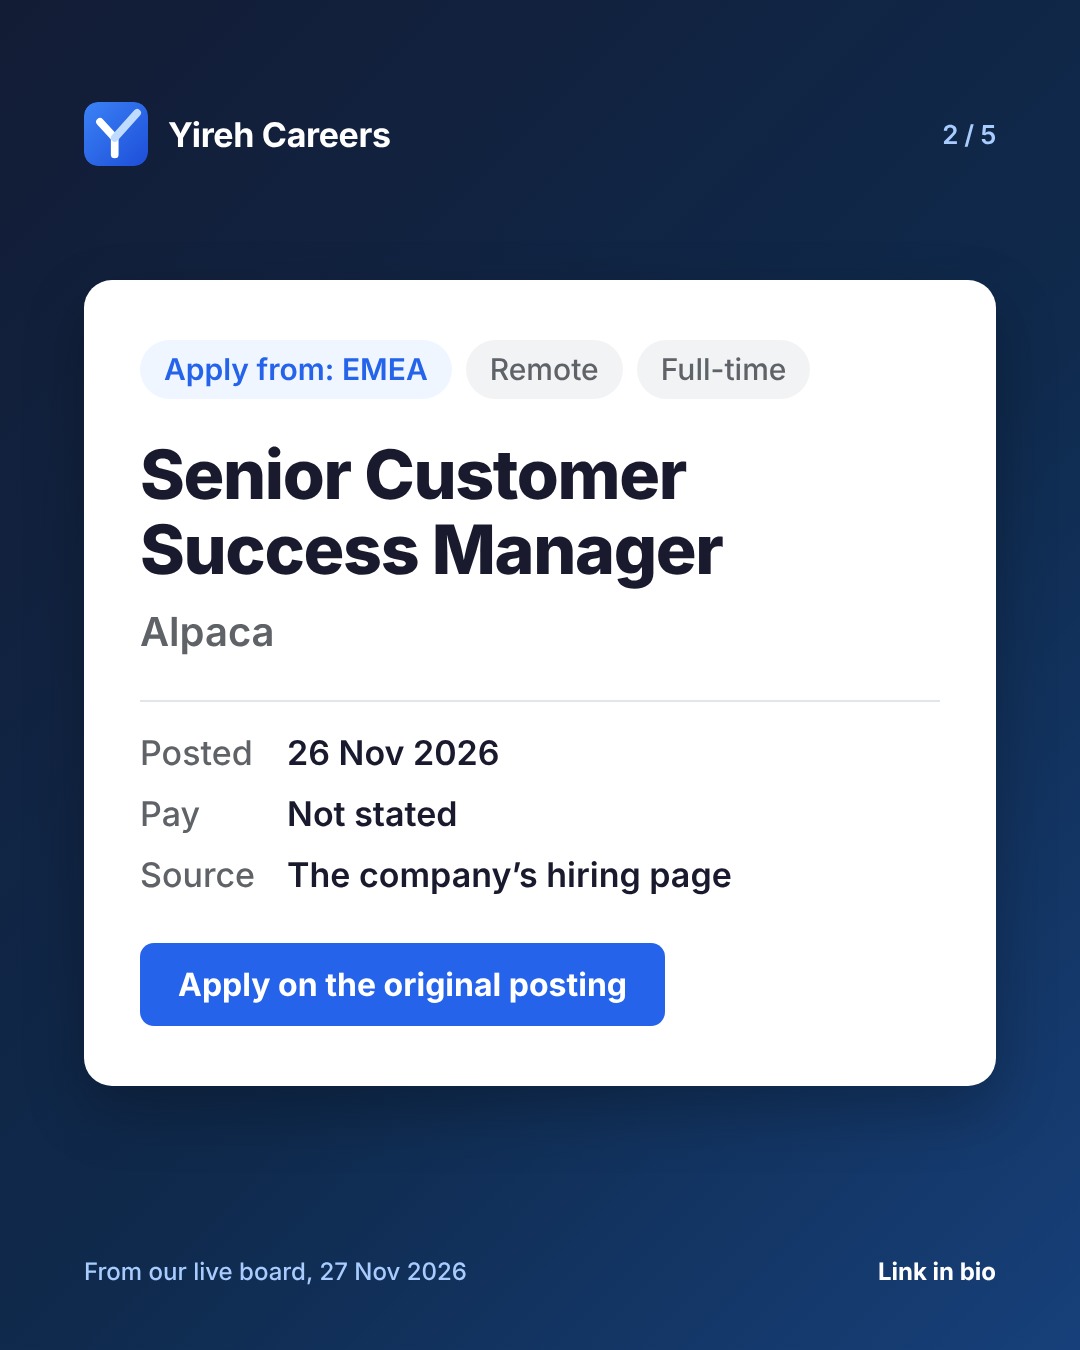 Yireh Careers
2 / 5
Apply from: EMEA
Remote
Full-time
Senior Customer
Success Manager
Alpaca
Posted 26 Nov 2026
Pay Not stated
Source The company’s hiring page
Apply on the original posting
From our live board, 27 Nov 2026
Link in bio